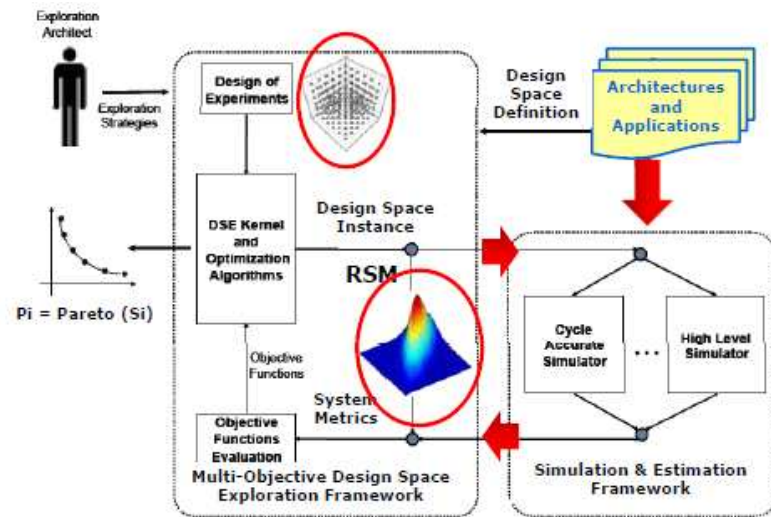 Exploration
Architect
Exploration
Strategies
Design of
Experiments
Design
Space
Definition
Architectures
and
Applications
DSE Kernel
and
Optimization
Algorithms
Design Space
Instance
RSM
Pi = Pareto (Si)
Cycle
Accurate
Simulator
...
High Level
Simulator
Objective
Functions
System
Metrics
Objective
Functions
Evaluation
Multi-Objective Design Space
Exploration Framework
Simulation & Estimation
Framework